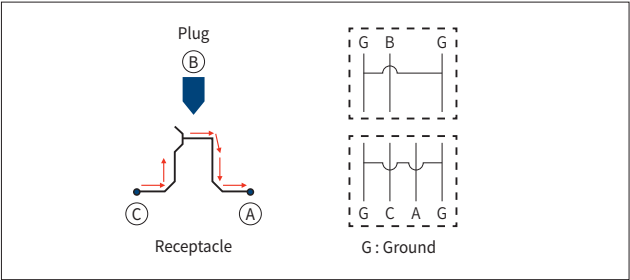 Plug
B
C
A
Receptacle
G B G
G C A G
G : Ground